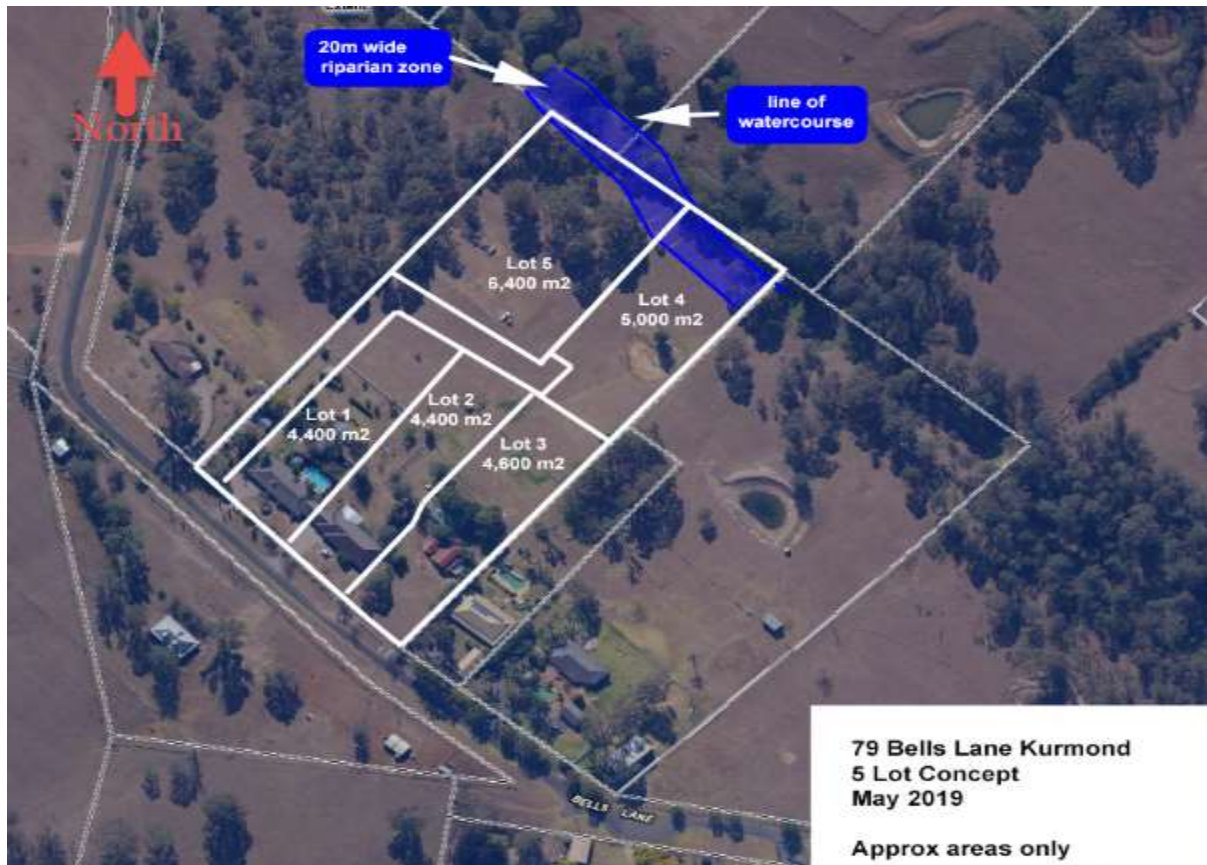 20m wide
riparian zone
line of
watercourse
North
Lot 5
6,400 m2
Lot 4
5,000 m2
Lot 1
4,400 m2
Lot 2
4,400 m2
Lot 3
4,600 m2
BELLS LANE
79 Bells Lane Kurmond
5 Lot Concept
May 2019
Approx areas only